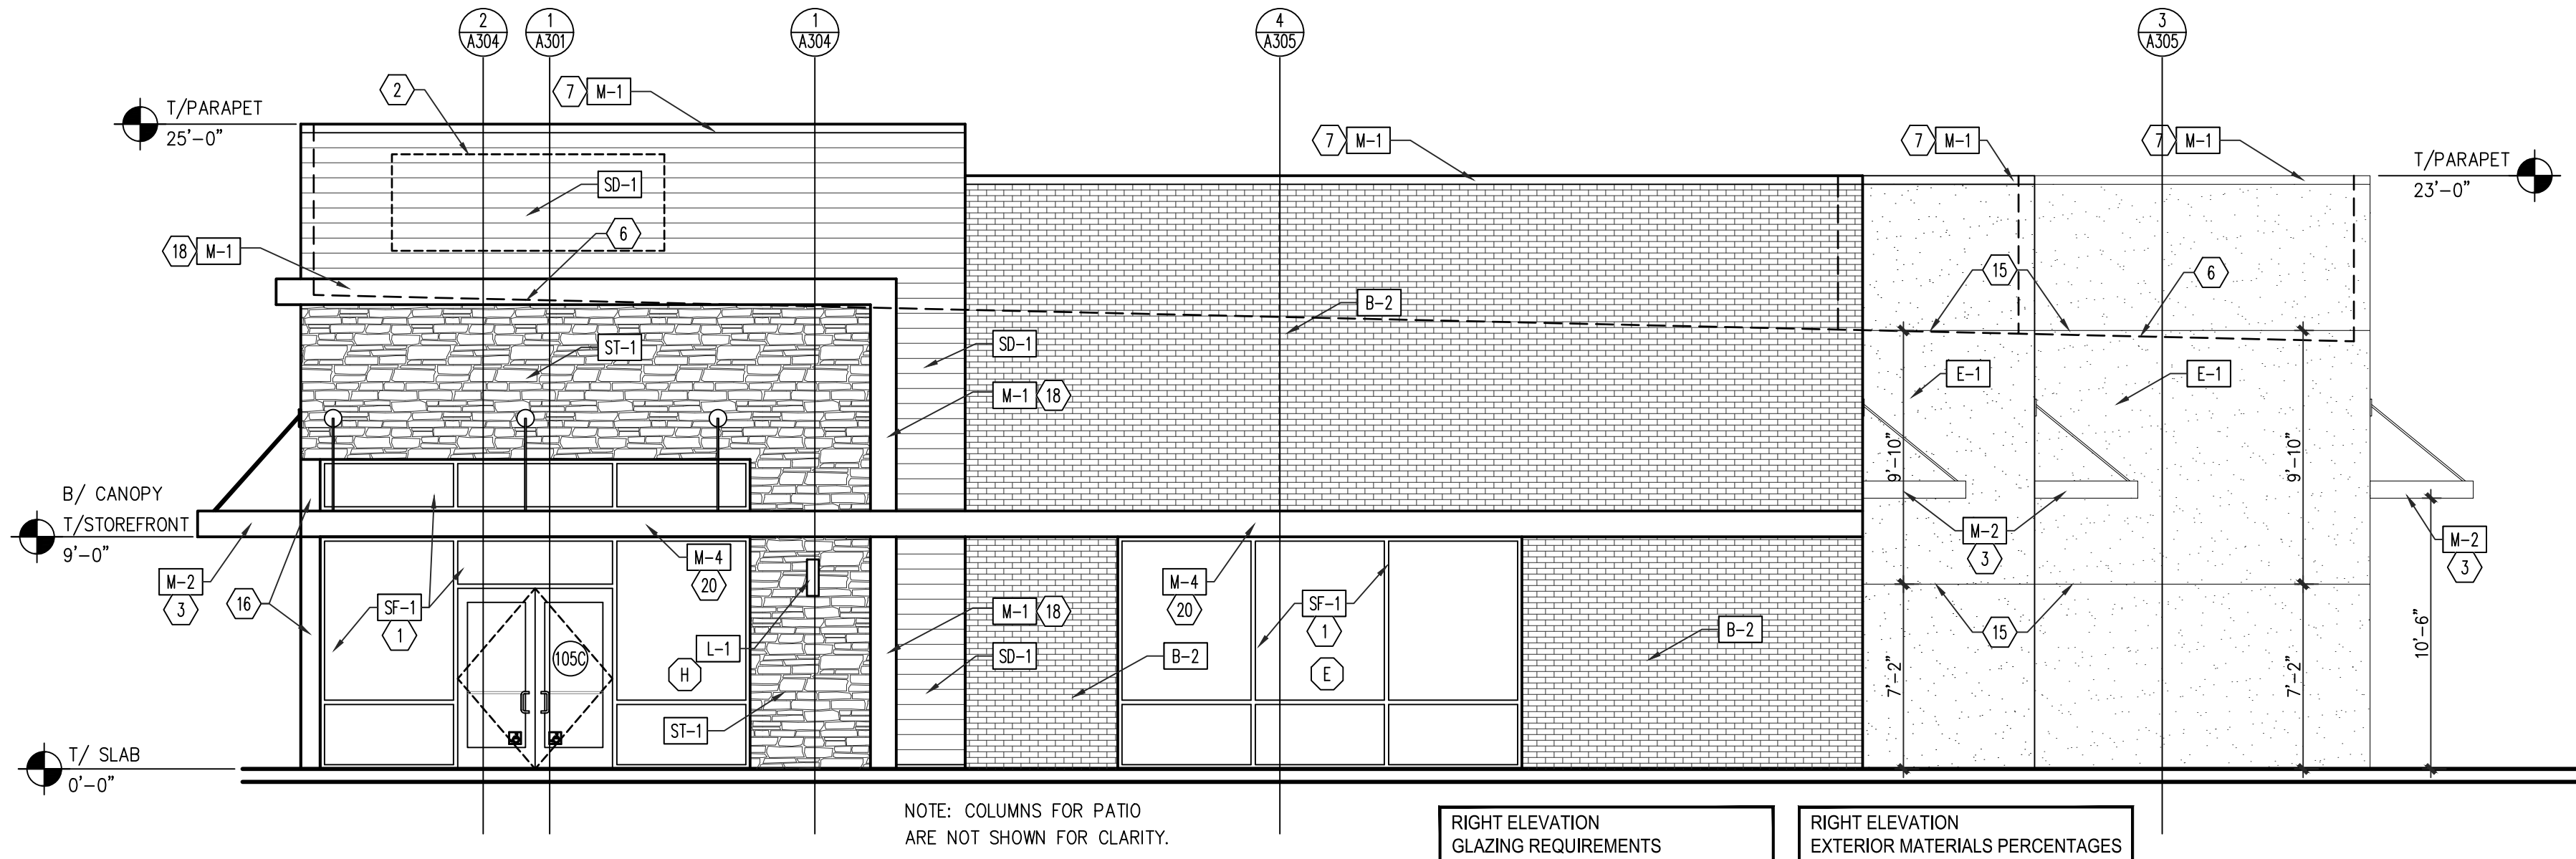 2
A304
1
A301
1
A304
4
A305
3
A305
2
7 M-1
T/PARAPET
25'-0"
7 M-1
7 M-1
7 M-1
T/PARAPET
23'-0"
SD-1
6
18 M-1
15
6
B-2
ST-1
SD-1
E-1
E-1
M-1 18
9'-10"
9'-10"
B/ CANOPY
T/STOREFRONT
9'-0"
M-2
3
M-2
3
M-2
3
16
SF-1
1
M-4
20
M-4
20
SF-1
1
M-1 18
L-1
105C
H
SD-1
B-2
E
B-2
15
7'-2"
7'-2"
10'-6"
ST-1
T/ SLAB
0'-0"
NOTE: COLUMNS FOR PATIO
ARE NOT SHOWN FOR CLARITY.
RIGHT ELEVATION
GLAZING REQUIREMENTS
RIGHT ELEVATION
EXTERIOR MATERIALS PERCENTAGES